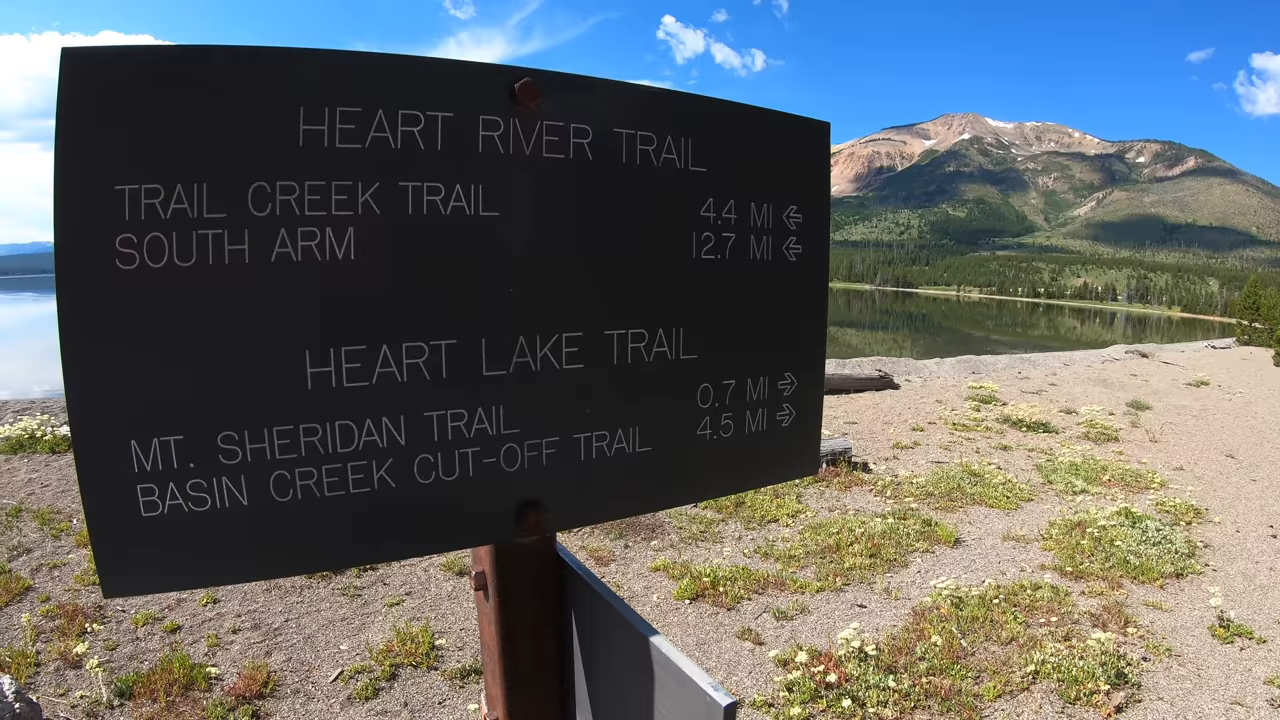 HEART RIVER TRAIL
TRAIL CREEK TRAIL 4.4 MI ←
SOUTH ARM 12.7 MI ←
HEART LAKE TRAIL
MT. SHERIDAN TRAIL 0.7 MI →
BASIN CREEK CUT-OFF TRAIL 4.5 MI →